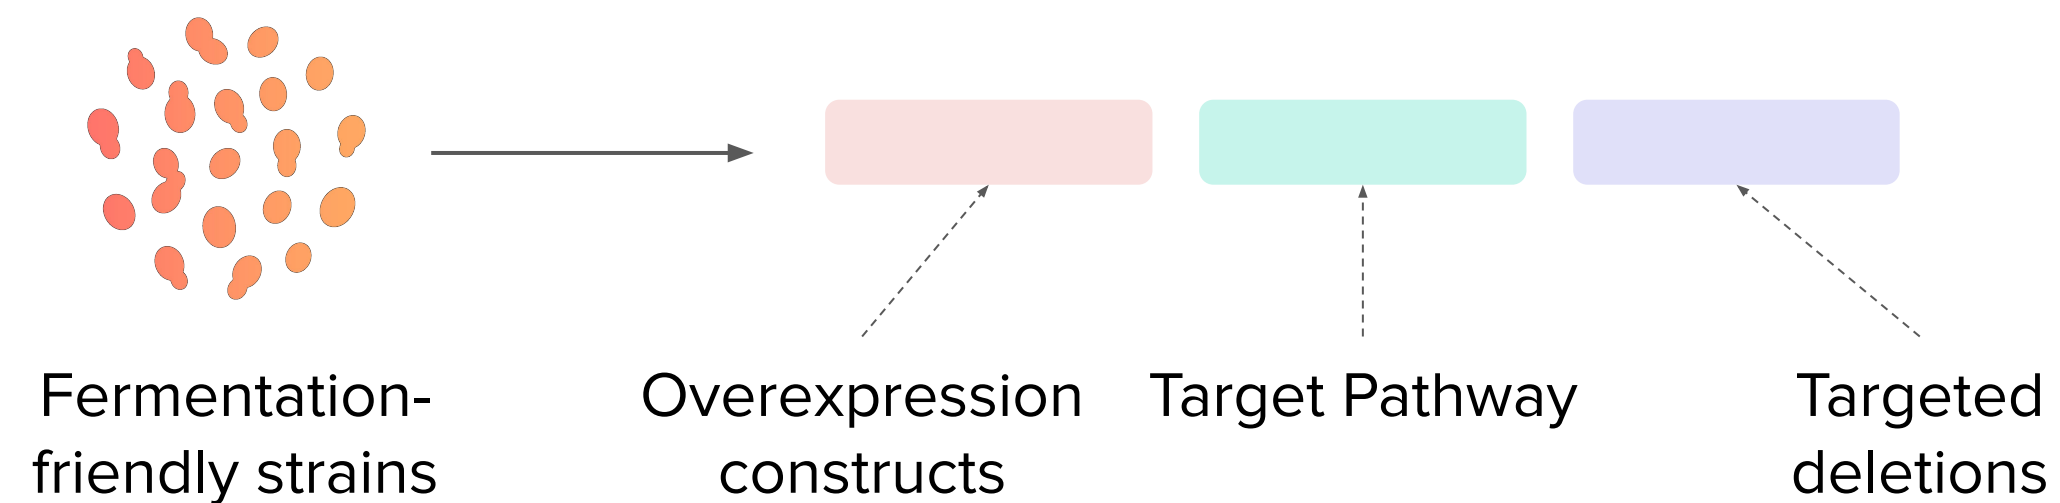 Fermentation-
friendly strains
Overexpression
constructs
Target Pathway
Targeted
deletions